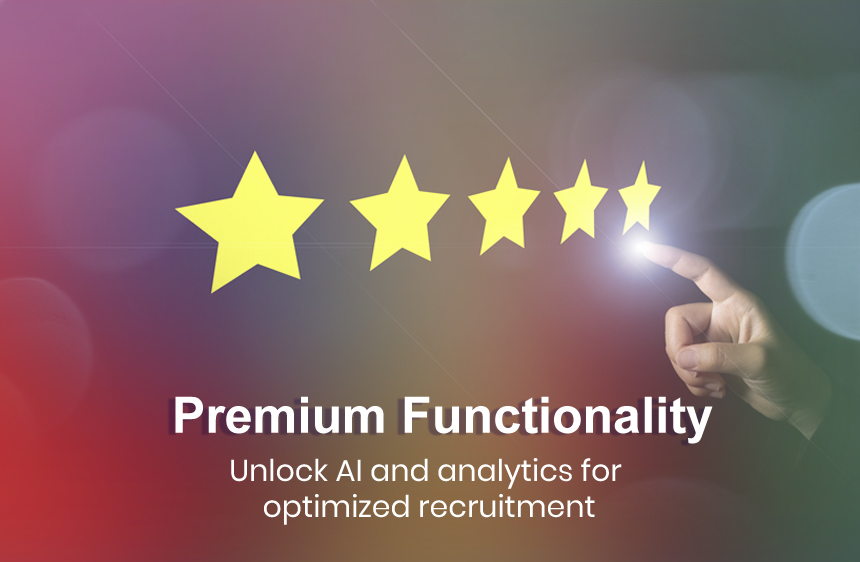 Premium Functionality
Unlock AI and analytics for
optimized recruitment